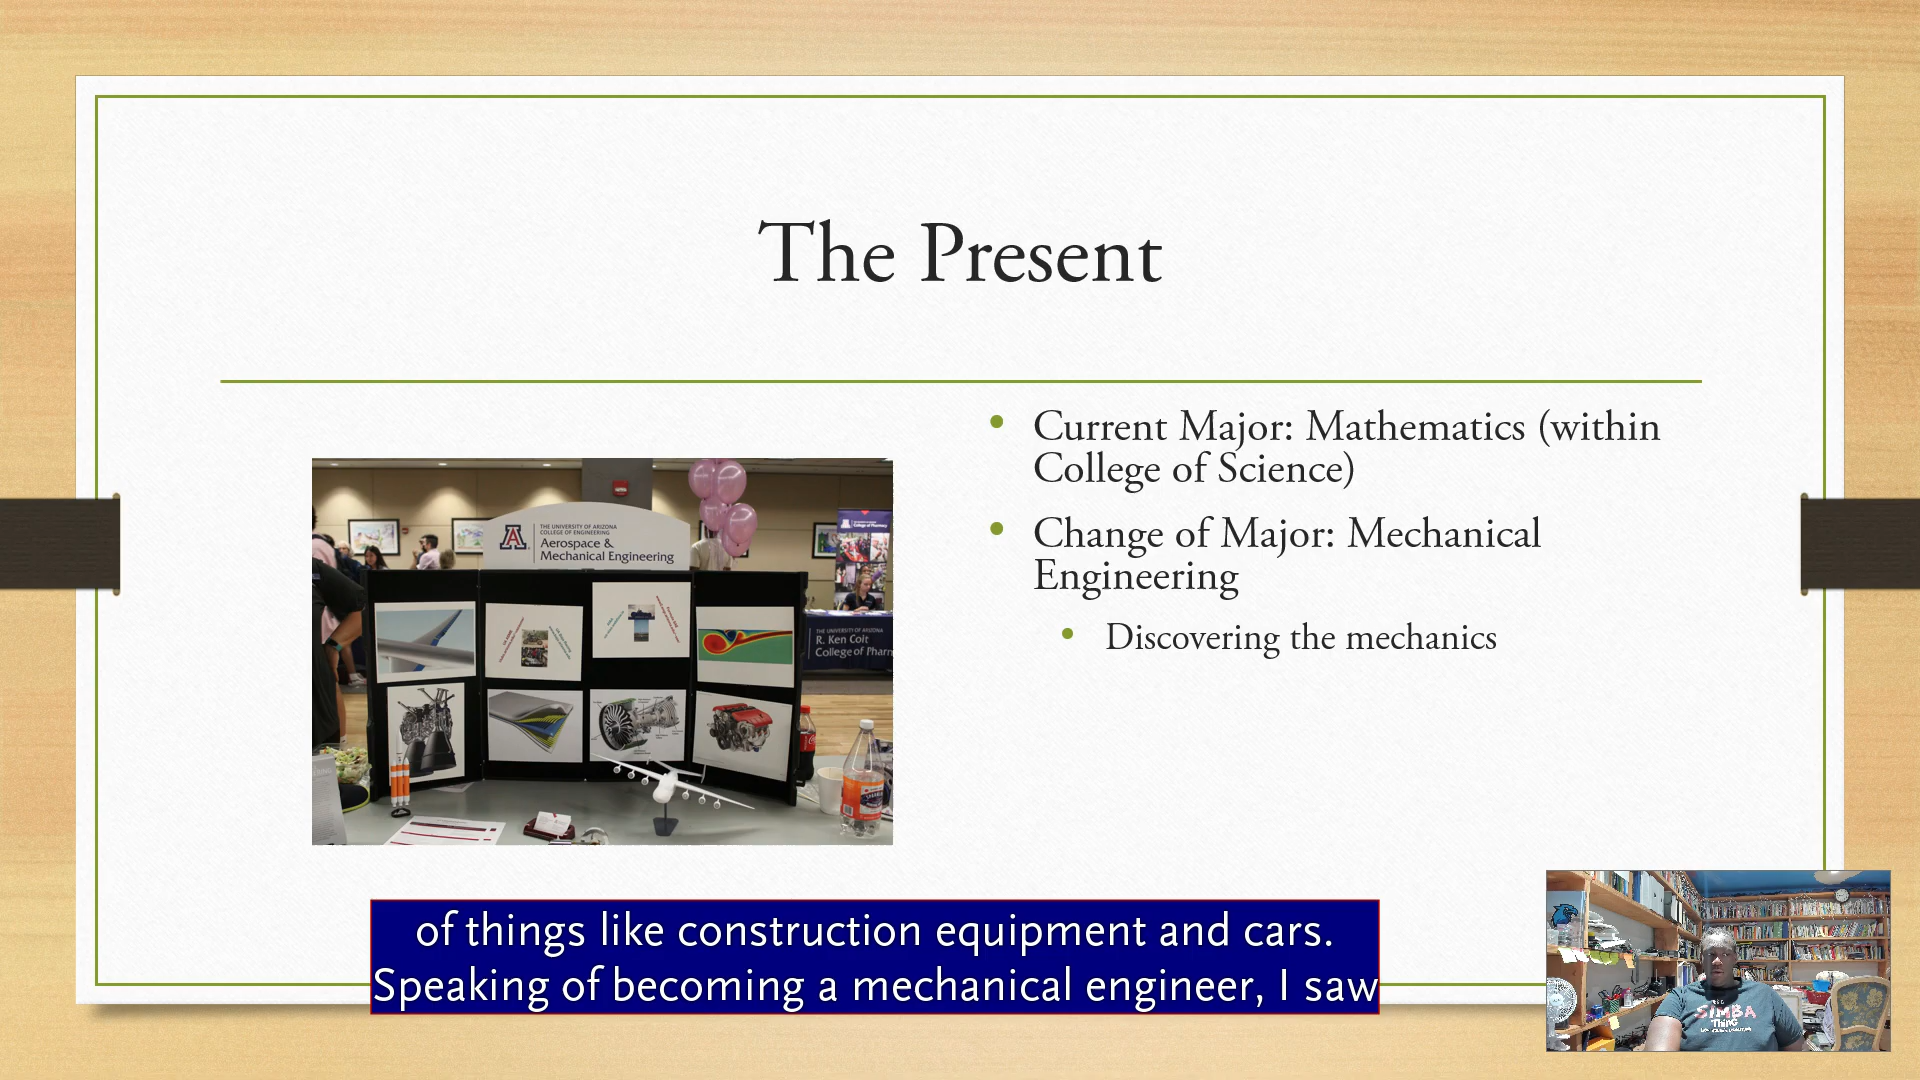 The Present
Current Major: Mathematics (within
College of Science)
Change of Major: Mechanical
Engineering
Discovering the mechanics
THE UNIVERSITY OF ARIZONA
COLLEGE OF ENGINEERING
Aerospace &
Mechanical Engineering
THE UNIVERSITY OF ARIZONA
R. Ken Coit
College of Pharm
of things like construction equipment and cars.
Speaking of becoming a mechanical engineer, I saw
SIMBA
THING